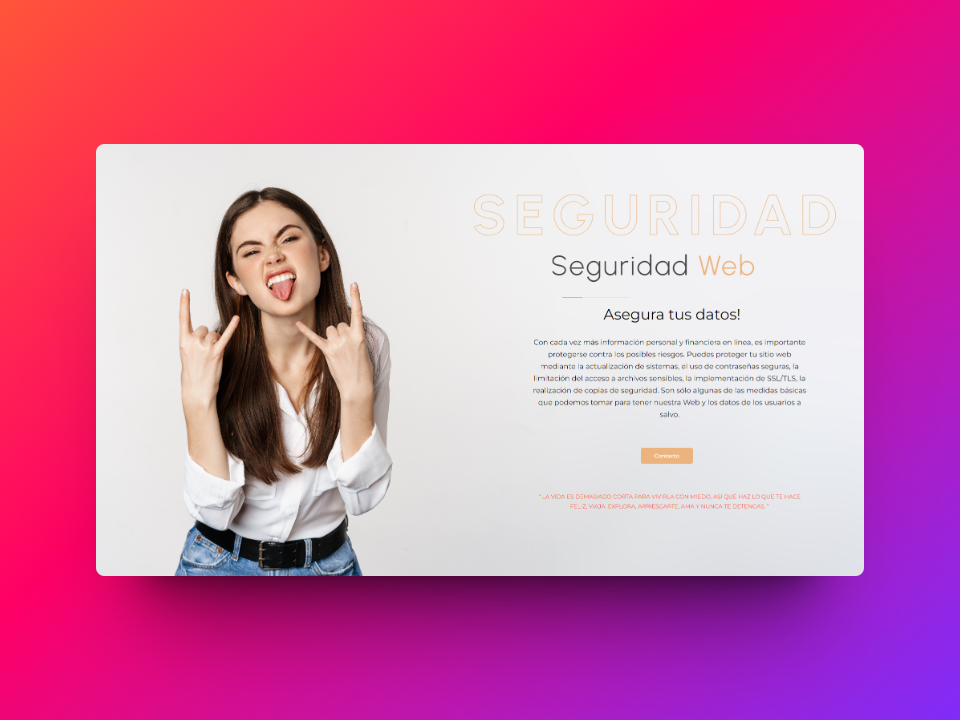 SEGURIDAD
Seguridad Web
Asegura tus datos!
Con cada vez más información personal y financiera en línea, es importante
protegerse contra los posibles riesgos. Puedes proteger tu sitio web
mediante la actualización de sistemas, el uso de contraseñas seguras, la
limitación del acceso a archivos sensibles, la implementación de SSL/TLS, la
realización de copias de seguridad. Son sólo algunas de las medidas básicas
que podemos tomar para tener nuestra Web y los datos de los usuarios a
salvo.
Contacto
" LA VIDA ES DEMASIADO CORTA PARA VIVIRLA CON MIEDO, ASÍ QUE HAZ LO QUE TE HACE
FELIZ, VIAJA, EXPLORA, ARRIESGARTE, AMA Y NUNCA TE DETENGAS. "